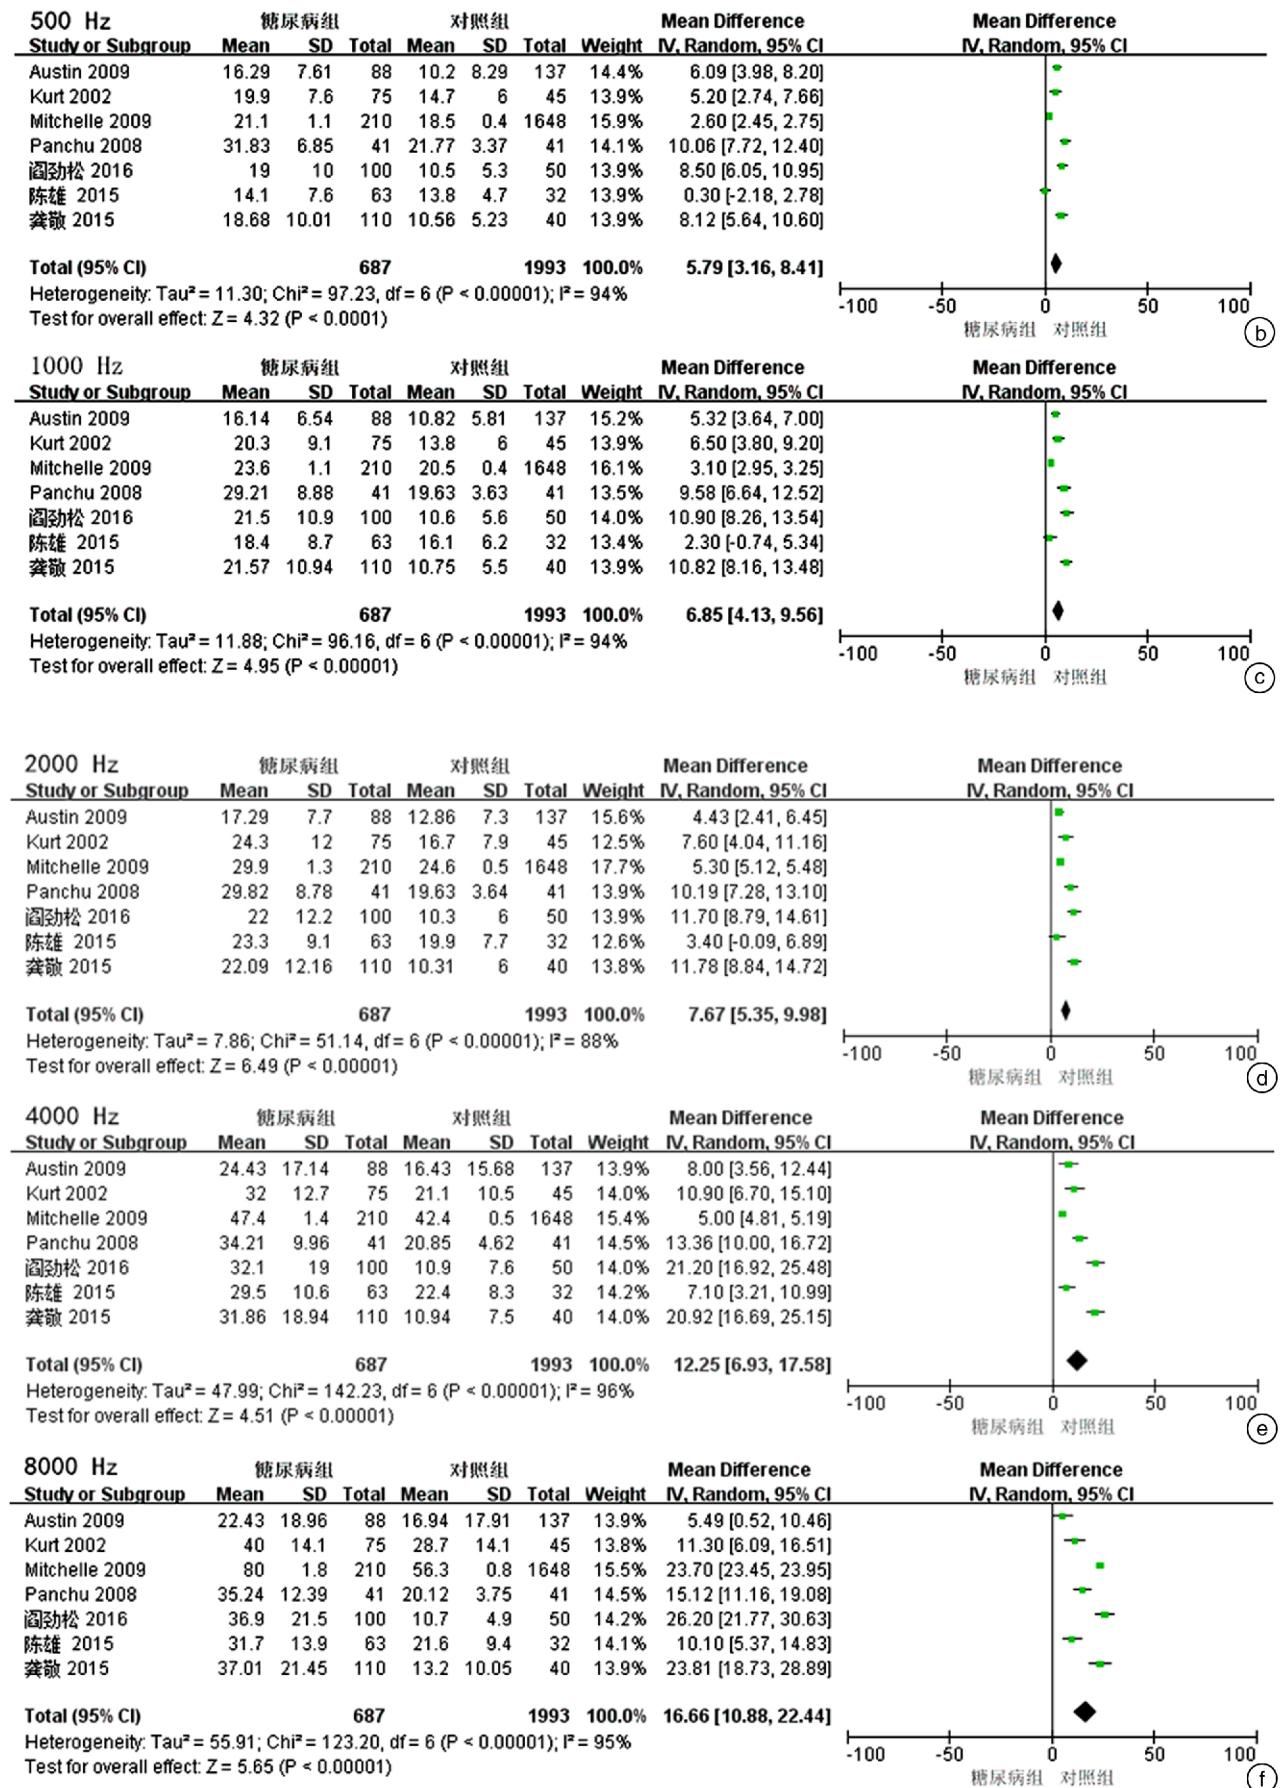 500 Hz 糖尿病组 对照组 Mean Difference Mean Difference
Study or Subgroup Mean SD Total Mean SD Total Weight IV, Random, 95% CI IV, Random, 95% CI
Austin 2009 16.29 7.61 88 10.2 8.29 137 14.4% 6.09 [3.98, 8.20]
Kurt 2002 19.9 7.6 75 14.7 6 45 13.9% 5.20 [2.74, 7.66]
Mitchelle 2009 21.1 1.1 210 18.5 0.4 1648 15.9% 2.60 [2.45, 2.75]
Panchu 2008 31.83 6.85 41 21.77 3.37 41 14.1% 10.06 [7.72, 12.40]
阎劲松 2016 19 10 100 10.5 5.3 50 13.9% 8.50 [6.05, 10.95]
陈雄 2015 14.1 7.6 63 13.8 4.7 32 13.9% 0.30 [-2.18, 2.78]
龚敬 2015 18.68 10.01 110 10.56 5.23 40 13.9% 8.12 [5.64, 10.60]
Total (95% CI) 687 1993 100.0% 5.79 [3.16, 8.41]
Heterogeneity: Tau² = 11.30; Chi² = 97.23, df = 6 (P < 0.00001); I² = 94%
Test for overall effect: Z = 4.32 (P < 0.0001)
-100 -50 0 50 100
糖尿病组 对照组
b
1000 Hz 糖尿病组 对照组 Mean Difference Mean Difference
Study or Subgroup Mean SD Total Mean SD Total Weight IV, Random, 95% CI IV, Random, 95% CI
Austin 2009 16.14 6.54 88 10.82 5.81 137 15.2% 5.32 [3.64, 7.00]
Kurt 2002 20.3 9.1 75 13.8 6 45 13.9% 6.50 [3.80, 9.20]
Mitchelle 2009 23.6 1.1 210 20.5 0.4 1648 16.1% 3.10 [2.95, 3.25]
Panchu 2008 29.21 8.88 41 19.63 3.63 41 13.5% 9.58 [6.64, 12.52]
阎劲松 2016 21.5 10.9 100 10.6 5.6 50 14.0% 10.90 [8.26, 13.54]
陈雄 2015 18.4 8.7 63 16.1 6.2 32 13.4% 2.30 [-0.74, 5.34]
龚敬 2015 21.57 10.94 110 10.75 5.5 40 13.9% 10.82 [8.16, 13.48]
Total (95% CI) 687 1993 100.0% 6.85 [4.13, 9.56]
Heterogeneity: Tau² = 11.88; Chi² = 96.16, df = 6 (P < 0.00001); I² = 94%
Test for overall effect: Z = 4.95 (P < 0.00001)
-100 -50 0 50 100
糖尿病组 对照组
c
2000 Hz 糖尿病组 对照组 Mean Difference Mean Difference
Study or Subgroup Mean SD Total Mean SD Total Weight IV, Random, 95% CI IV, Random, 95% CI
Austin 2009 17.29 7.7 88 12.86 7.3 137 15.6% 4.43 [2.41, 6.45]
Kurt 2002 24.3 12 75 16.7 7.9 45 12.5% 7.60 [4.04, 11.16]
Mitchelle 2009 29.9 1.3 210 24.6 0.5 1648 17.7% 5.30 [5.12, 5.48]
Panchu 2008 29.82 8.78 41 19.63 3.64 41 13.9% 10.19 [7.28, 13.10]
阎劲松 2016 22 12.2 100 10.3 6 50 13.9% 11.70 [8.79, 14.61]
陈雄 2015 23.3 9.1 63 19.9 7.7 32 12.6% 3.40 [-0.09, 6.89]
龚敬 2015 22.09 12.16 110 10.31 6 40 13.8% 11.78 [8.84, 14.72]
Total (95% CI) 687 1993 100.0% 7.67 [5.35, 9.98]
Heterogeneity: Tau² = 7.86; Chi² = 51.14, df = 6 (P < 0.00001); I² = 88%
Test for overall effect: Z = 6.49 (P < 0.00001)
-100 -50 0 50 100
糖尿病组 对照组
d
4000 Hz 糖尿病组 对照组 Mean Difference Mean Difference
Study or Subgroup Mean SD Total Mean SD Total Weight IV, Random, 95% CI IV, Random, 95% CI
Austin 2009 24.43 17.14 88 16.43 15.68 137 13.9% 8.00 [3.56, 12.44]
Kurt 2002 32 12.7 75 21.1 10.5 45 14.0% 10.90 [6.70, 15.10]
Mitchelle 2009 47.4 1.4 210 42.4 0.5 1648 15.4% 5.00 [4.81, 5.19]
Panchu 2008 34.21 9.96 41 20.85 4.62 41 14.5% 13.36 [10.00, 16.72]
阎劲松 2016 32.1 19 100 10.9 7.6 50 14.0% 21.20 [16.92, 25.48]
陈雄 2015 29.5 10.6 63 22.4 8.3 32 14.2% 7.10 [3.21, 10.99]
龚敬 2015 31.86 18.94 110 10.94 7.5 40 14.0% 20.92 [16.69, 25.15]
Total (95% CI) 687 1993 100.0% 12.25 [6.93, 17.58]
Heterogeneity: Tau² = 47.99; Chi² = 142.23, df = 6 (P < 0.00001); I² = 96%
Test for overall effect: Z = 4.51 (P < 0.00001)
-100 -50 0 50 100
糖尿病组 对照组
e
8000 Hz 糖尿病组 对照组 Mean Difference Mean Difference
Study or Subgroup Mean SD Total Mean SD Total Weight IV, Random, 95% CI IV, Random, 95% CI
Austin 2009 22.43 18.96 88 16.94 17.91 137 13.9% 5.49 [0.52, 10.46]
Kurt 2002 40 14.1 75 28.7 14.1 45 13.8% 11.30 [6.09, 16.51]
Mitchelle 2009 80 1.8 210 56.3 0.8 1648 15.5% 23.70 [23.45, 23.95]
Panchu 2008 35.24 12.39 41 20.12 3.75 41 14.5% 15.12 [11.16, 19.08]
阎劲松 2016 36.9 21.5 100 10.7 4.9 50 14.2% 26.20 [21.77, 30.63]
陈雄 2015 31.7 13.9 63 21.6 9.4 32 14.1% 10.10 [5.37, 14.83]
龚敬 2015 37.01 21.45 110 13.2 10.05 40 13.9% 23.81 [18.73, 28.89]
Total (95% CI) 687 1993 100.0% 16.66 [10.88, 22.44]
Heterogeneity: Tau² = 55.91; Chi² = 123.20, df = 6 (P < 0.00001); I² = 95%
Test for overall effect: Z = 5.65 (P < 0.00001)
-100 -50 0 50 100
糖尿病组 对照组
f